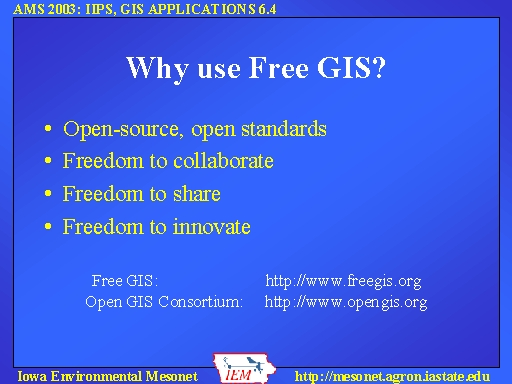 AMS 2003: IIPS, GIS APPLICATIONS 6.4
Why use Free GIS?
• Open-source, open standards
• Freedom to collaborate
• Freedom to share
• Freedom to innovate
Free GIS: http://www.freegis.org
Open GIS Consortium: http://www.opengis.org
Iowa Environmental Mesonet IEM http://mesonet.agron.iastate.edu